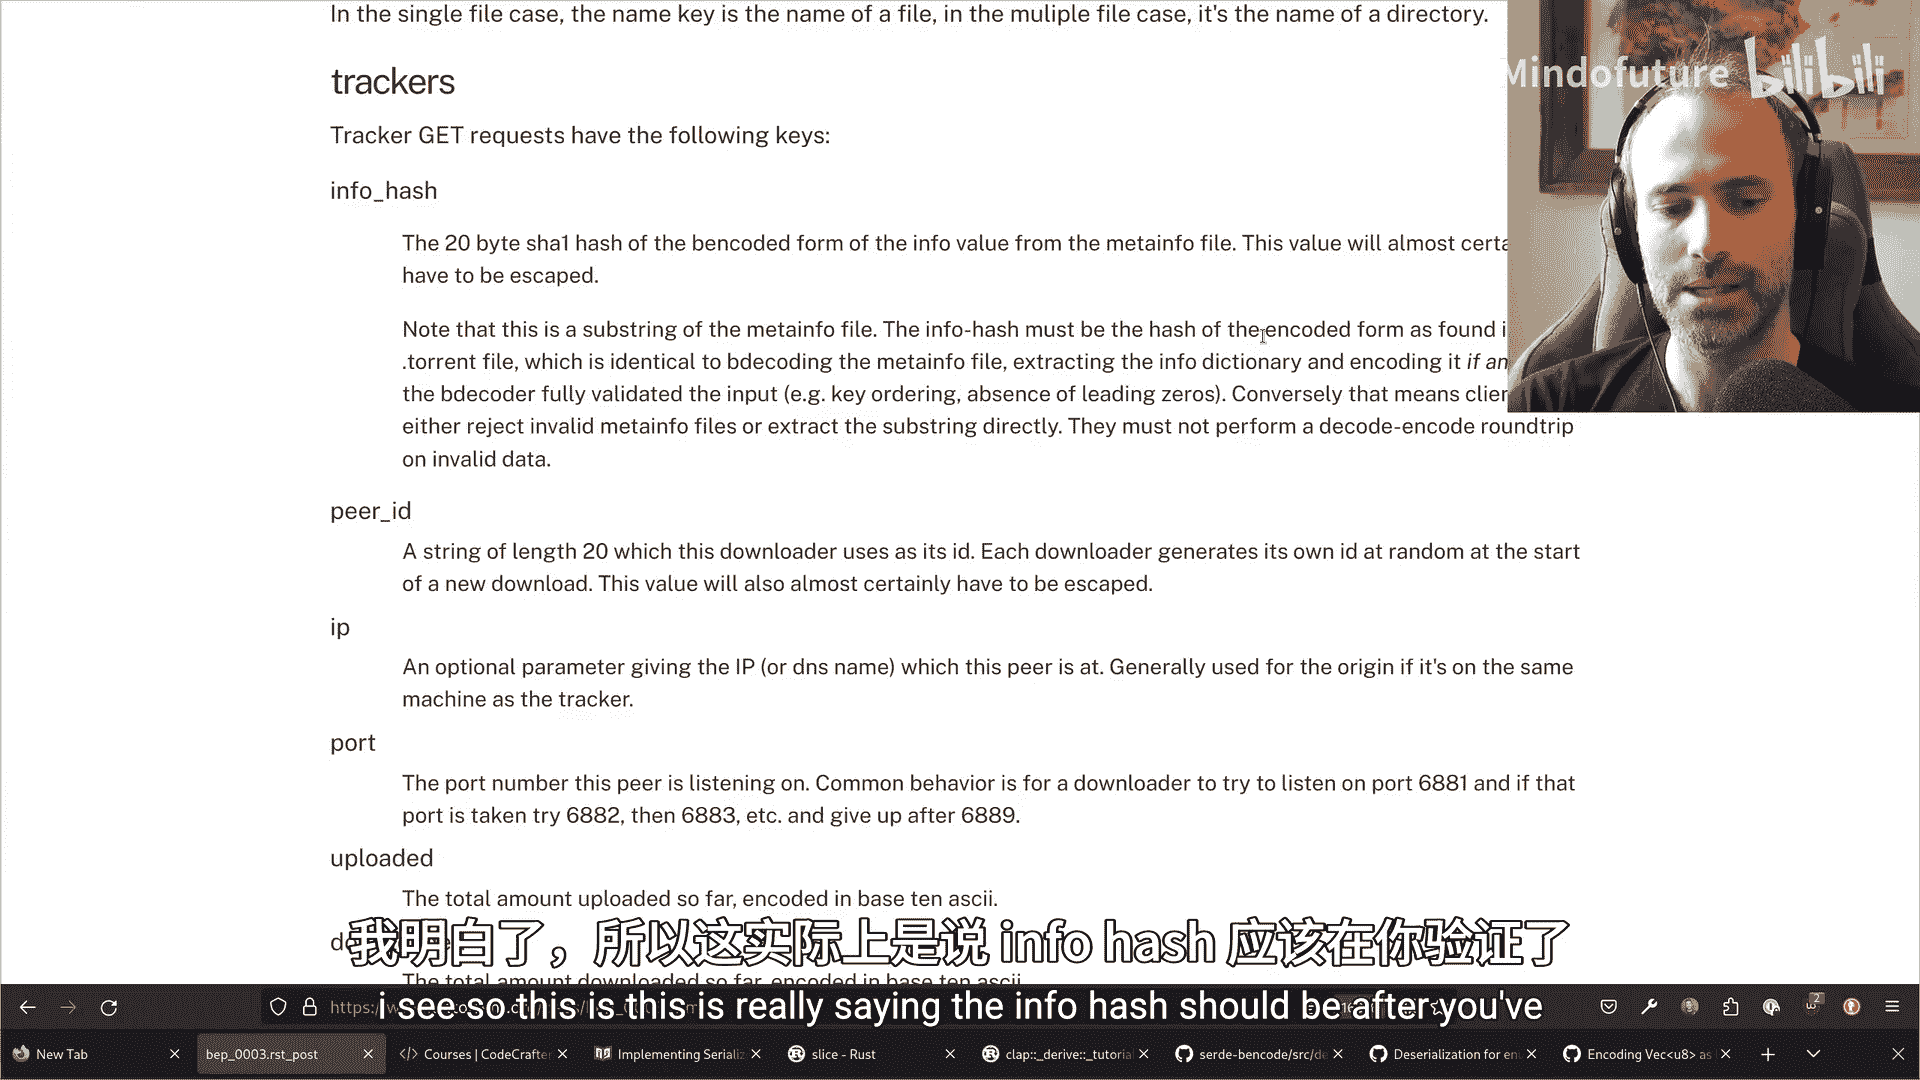 In the single file case, the name key is the name of a file, in the muliple file case, it's the name of a directory.
Mindofuture bilibili
trackers
Tracker GET requests have the following keys:
info_hash
The 20 byte sha1 hash of the bencoded form of the info value from the metainfo file. This value will almost certa
have to be escaped.
Note that this is a substring of the metainfo file. The info-hash must be the hash of the encoded form as found i
.torrent file, which is identical to bdecoding the metainfo file, extracting the info dictionary and encoding it if an
the bdecoder fully validated the input (e.g. key ordering, absence of leading zeros). Conversely that means clien
either reject invalid metainfo files or extract the substring directly. They must not perform a decode-encode roundtrip
on invalid data.
peer_id
A string of length 20 which this downloader uses as its id. Each downloader generates its own id at random at the start
of a new download. This value will also almost certainly have to be escaped.
ip
An optional parameter giving the IP (or dns name) which this peer is at. Generally used for the origin if it's on the same
machine as the tracker.
port
The port number this peer is listening on. Common behavior is for a downloader to try to listen on port 6881 and if that
port is taken try 6882, then 6883, etc. and give up after 6889.
uploaded
The total amount uploaded so far, encoded in base ten ascii.
我明白了，所以这实际上是说 info hash 应该在你验证了
The total amount downloaded so far, encoded in base ten ascii.
i see so this is this is really saying the info hash should be after you've
New Tab
bep_0003.rst_post
Courses | CodeCrafte
Implementing Serializ
slice - Rust
clap::_derive::_tutoria
serde-bencode/src/de
Deserialization for en
Encoding Vec<u8> as